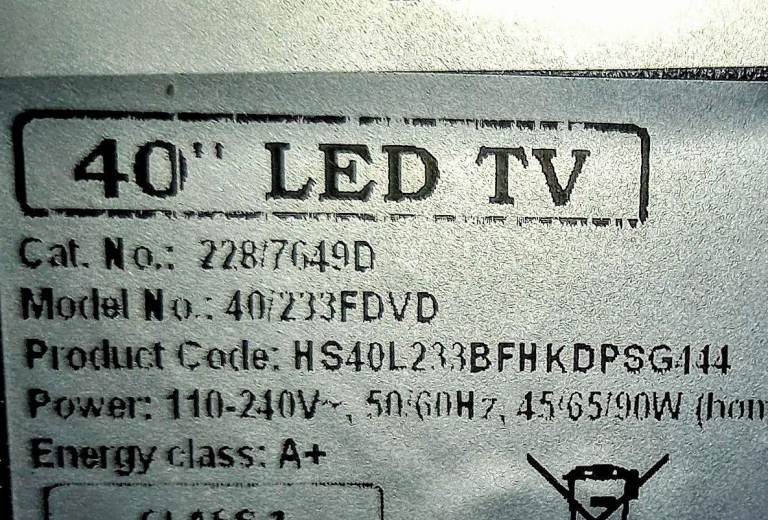 40" LED TV
Cat. No.: 228/7649D
Model No.: 40/233FDVD
Product Code: HS40L233BFHKDPSG444
Power: 110-240V~, 50/60Hz, 45/65/90W
Energy class: A+